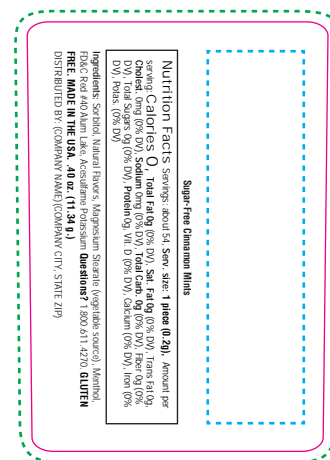 Sugar-Free Cinnamon Mints
Nutrition Facts Servings: about 54, Serv. size: 1 piece (0.2g), Amount per
serving: Calories 0, Total Fat 0g (0% DV), Sat. Fat 0g (0% DV), Trans Fat 0g,
Cholest. 0mg (0% DV), Sodium 0mg (0% DV), Total Carb. 0g (0% DV), Fiber 0g (0%
DV), Total Sugars 0g (0% DV), Protein 0g, Vit. D (0% DV), Calcium (0% DV), Iron (0%
DV), Potas. (0% DV)
Ingredients: Sorbitol, Natural Flavors, Magnesium Stearate (vegetable source), Menthol,
FD&C Red #40 Alum Lake, Acesulfame Potassium Questions? 1.800.611.4270. GLUTEN
FREE. MADE IN THE USA. .40 oz. (11.34 g.)
DISTRIBUTED BY: (COMPANY NAME) (COMPANY CITY, STATE ZIP)